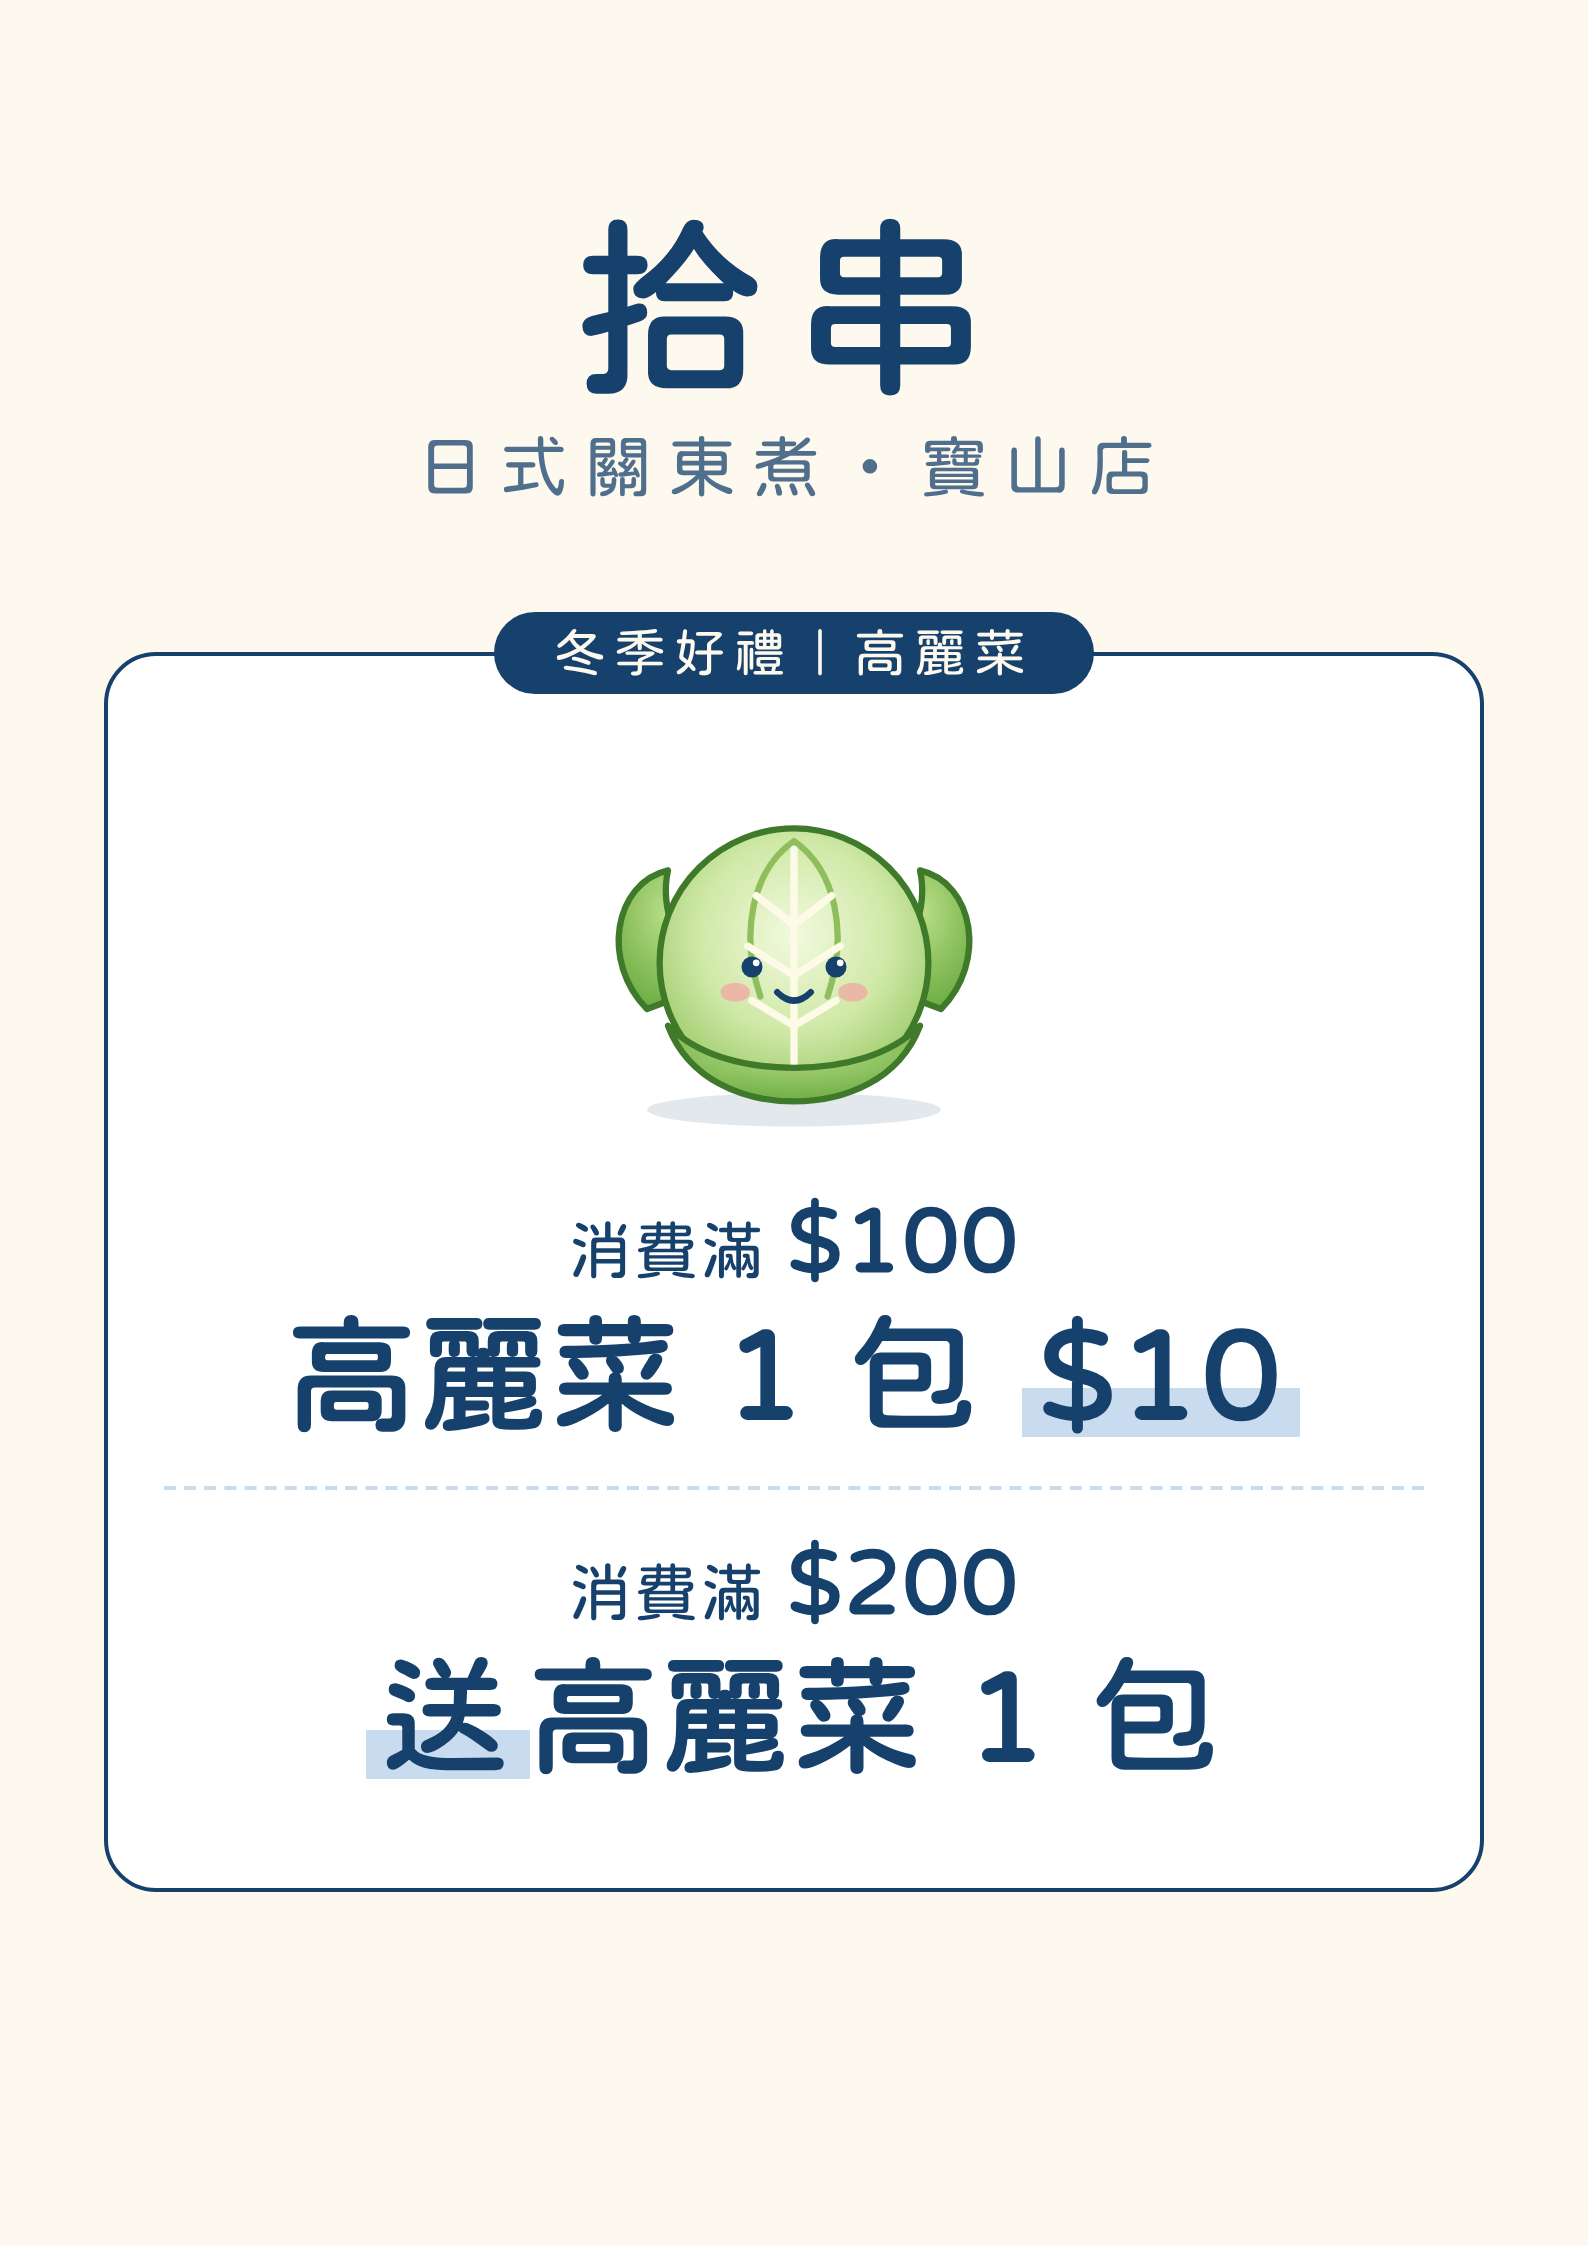 拾串
日式關東煮・寶山店
冬季好禮｜高麗菜
消費滿 $100
高麗菜 1 包 $10
消費滿 $200
送高麗菜 1 包